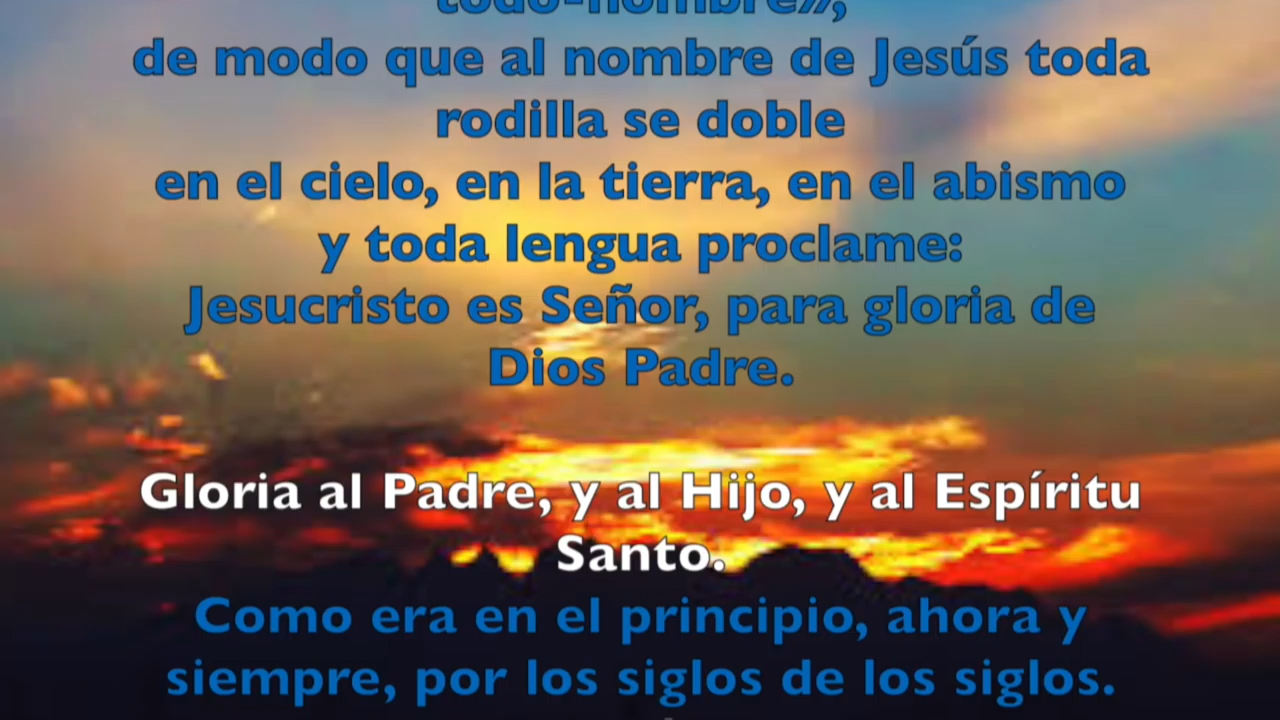 todo-nombre»,
de modo que al nombre de Jesús toda
rodilla se doble
en el cielo, en la tierra, en el abismo
y toda lengua proclame:
Jesucristo es Señor, para gloria de
Dios Padre.
Gloria al Padre, y al Hijo, y al Espíritu
Santo.
Como era en el principio, ahora y
siempre, por los siglos de los siglos.